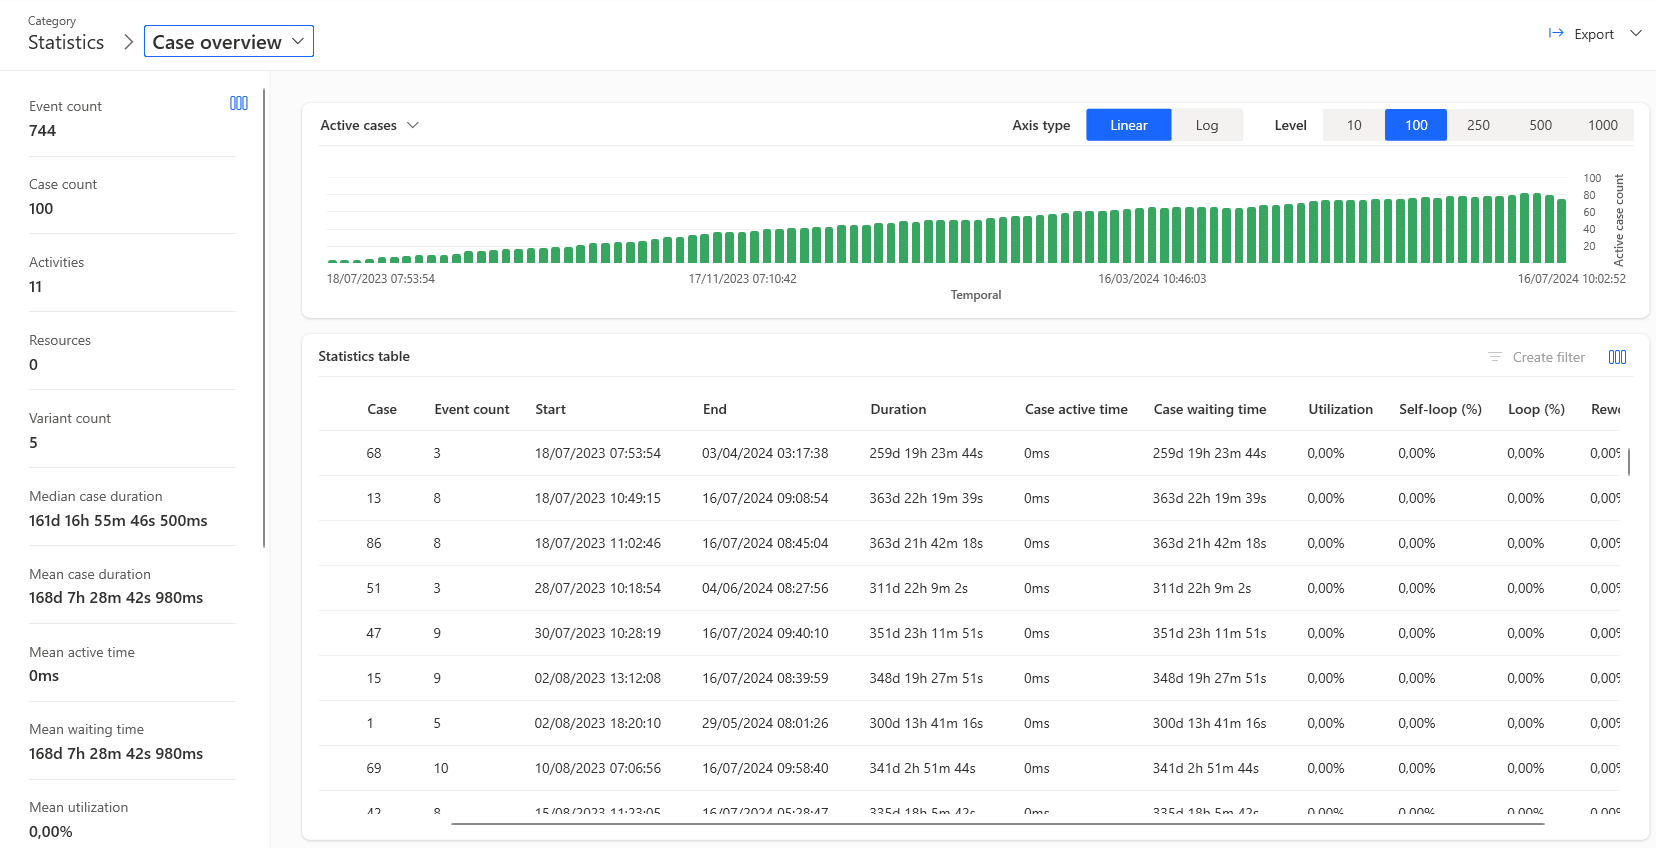 Category
Statistics
Case overview
Export
Event count
744
Case count
100
Activities
11
Resources
0
Variant count
5
Median case duration
161d 16h 55m 46s 500ms
Mean case duration
168d 7h 28m 42s 980ms
Mean active time
0ms
Mean waiting time
168d 7h 28m 42s 980ms
Mean utilization
0,00%
Active cases
Axis type Linear Log Level 10 100 250 500 1000
100
80
60
40
20
Active case count
18/07/2023 07:53:54 17/11/2023 07:10:42 16/03/2024 10:46:03 16/07/2024 10:02:52
Temporal
Statistics table
Create filter
Case Event count Start End Duration Case active time Case waiting time Utilization Self-loop (%) Loop (%)
68 3 18/07/2023 07:53:54 03/04/2024 03:17:38 259d 19h 23m 44s 0ms 259d 19h 23m 44s 0,00% 0,00% 0,00% 0,00%
13 8 18/07/2023 10:49:15 16/07/2024 09:08:54 363d 22h 19m 39s 0ms 363d 22h 19m 39s 0,00% 0,00% 0,00% 0,00%
86 8 18/07/2023 11:02:46 16/07/2024 08:45:04 363d 21h 42m 18s 0ms 363d 21h 42m 18s 0,00% 0,00% 0,00% 0,00%
51 3 28/07/2023 10:18:54 04/06/2024 08:27:56 311d 22h 9m 2s 0ms 311d 22h 9m 2s 0,00% 0,00% 0,00% 0,00%
47 9 30/07/2023 10:28:19 16/07/2024 09:40:10 351d 23h 11m 51s 0ms 351d 23h 11m 51s 0,00% 0,00% 0,00% 0,00%
15 9 02/08/2023 13:12:08 16/07/2024 08:39:59 348d 19h 27m 51s 0ms 348d 19h 27m 51s 0,00% 0,00% 0,00% 0,00%
1 5 02/08/2023 18:20:10 29/05/2024 08:01:26 300d 13h 41m 16s 0ms 300d 13h 41m 16s 0,00% 0,00% 0,00% 0,00%
69 10 10/08/2023 07:06:56 16/07/2024 09:58:40 341d 2h 51m 44s 0ms 341d 2h 51m 44s 0,00% 0,00% 0,00% 0,00%
42 8 15/08/2023 11:23:05 16/07/2024 05:28:47 335d 18h 5m 42s 0ms 335d 18h 5m 42s 0,00% 0,00% 0,00% 0,00%